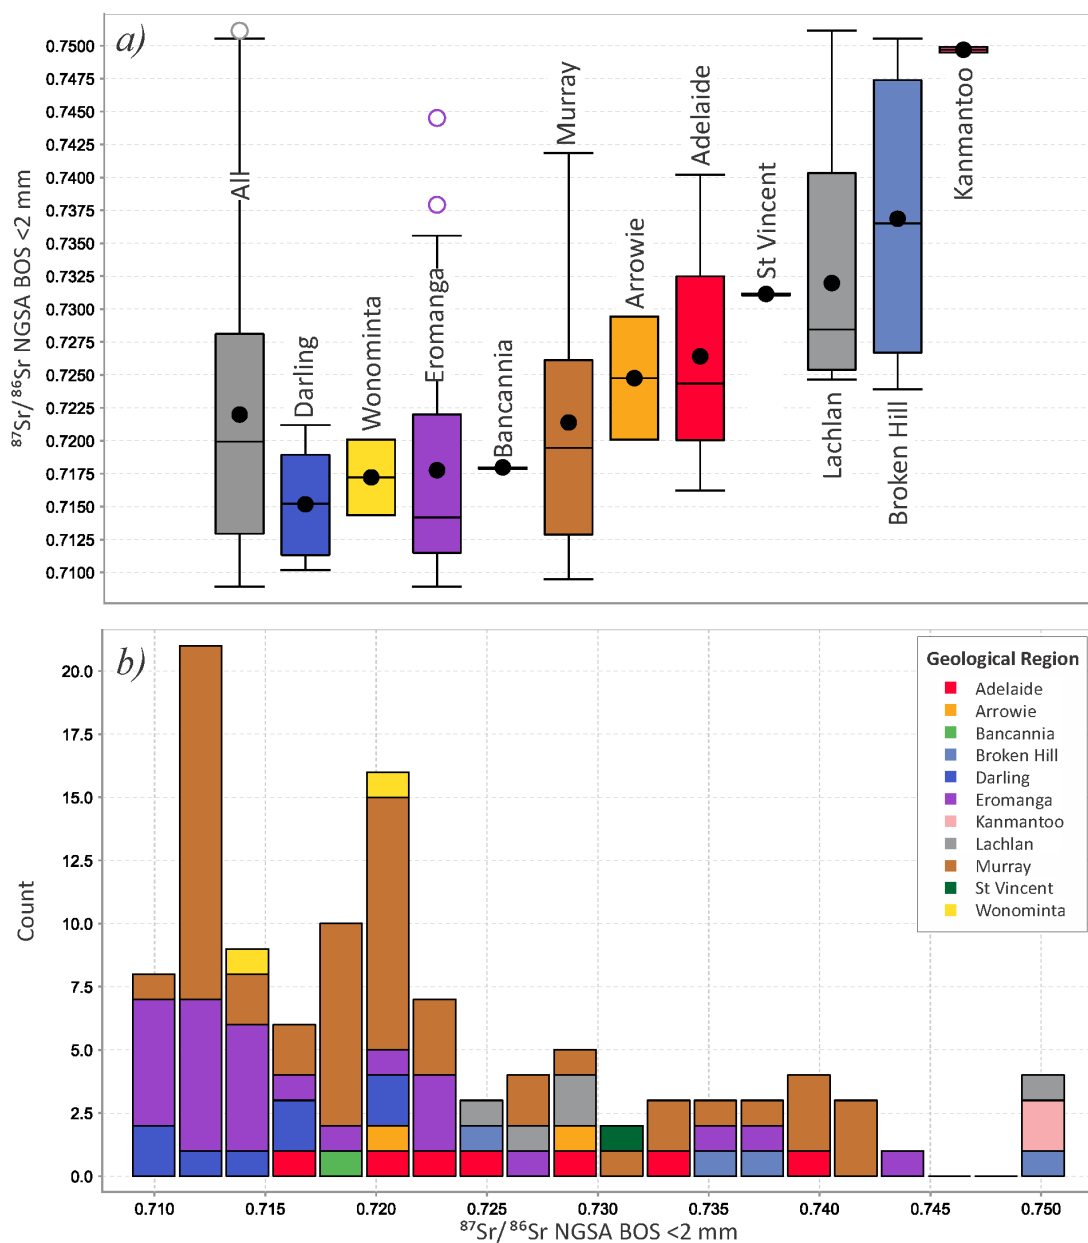 a)
0.7500
0.7475
0.7450
0.7425
0.7400
0.7375
0.7350
0.7325
0.7300
0.7275
0.7250
0.7225
0.7200
0.7175
0.7150
0.7125
0.7100
⁸⁷Sr/⁸⁶Sr NGSA BOS <2 mm
All
Darling
Wonominta
Eromanga
Bancannia
Murray
Arrowie
Adelaide
St Vincent
Lachlan
Broken Hill
Kanmantoo
b)
20.0
17.5
15.0
12.5
10.0
7.5
5.0
2.5
0.0
Count
Geological Region
Adelaide
Arrowie
Bancannia
Broken Hill
Darling
Eromanga
Kanmantoo
Lachlan
Murray
St Vincent
Wonominta
0.710 0.715 0.720 0.725 0.730 0.735 0.740 0.745 0.750
⁸⁷Sr/⁸⁶Sr NGSA BOS <2 mm